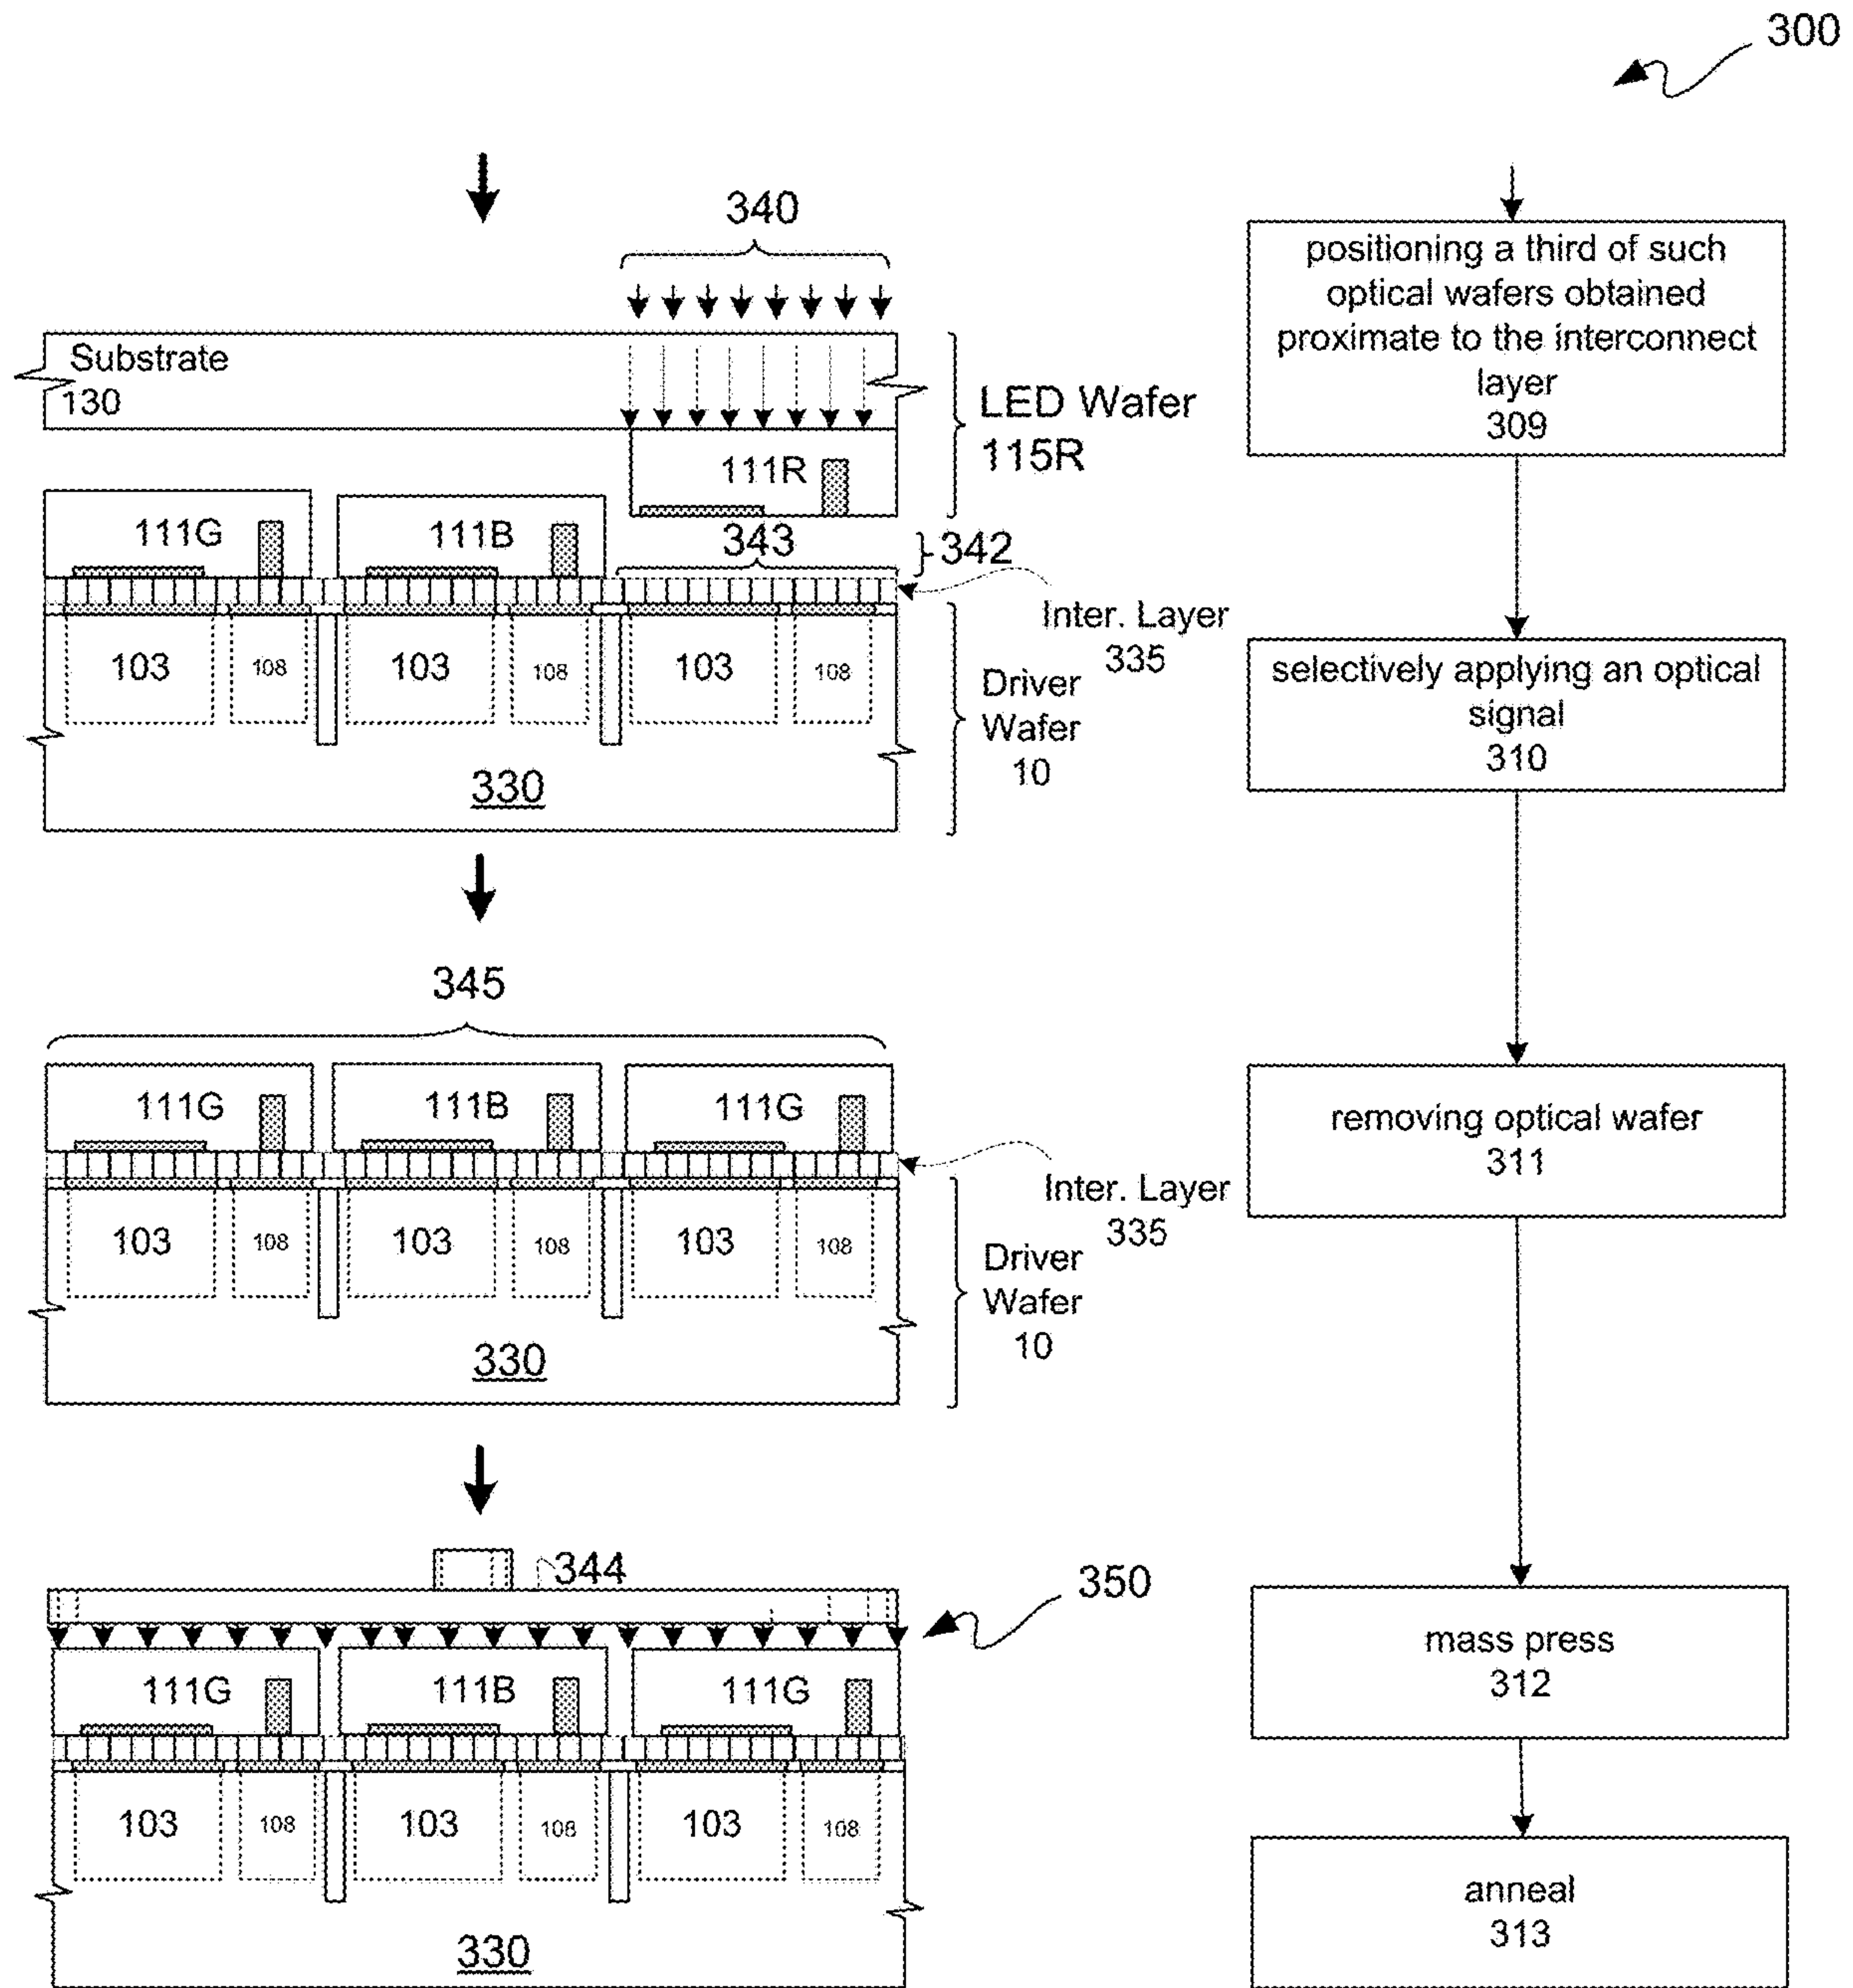 300
340
Substrate
130
LED Wafer
115R
111R
111G
111B
343
342
Inter. Layer
335
103
108
103
108
103
108
Driver
Wafer
10
330
345
111G
111B
111G
Inter. Layer
335
103
108
103
108
103
108
Driver
Wafer
10
330
344
350
111G
111B
111G
103
108
103
108
103
108
330
positioning a third of such
optical wafers obtained
proximate to the interconnect
layer
309
selectively applying an optical
signal
310
removing optical wafer
311
mass press
312
anneal
313